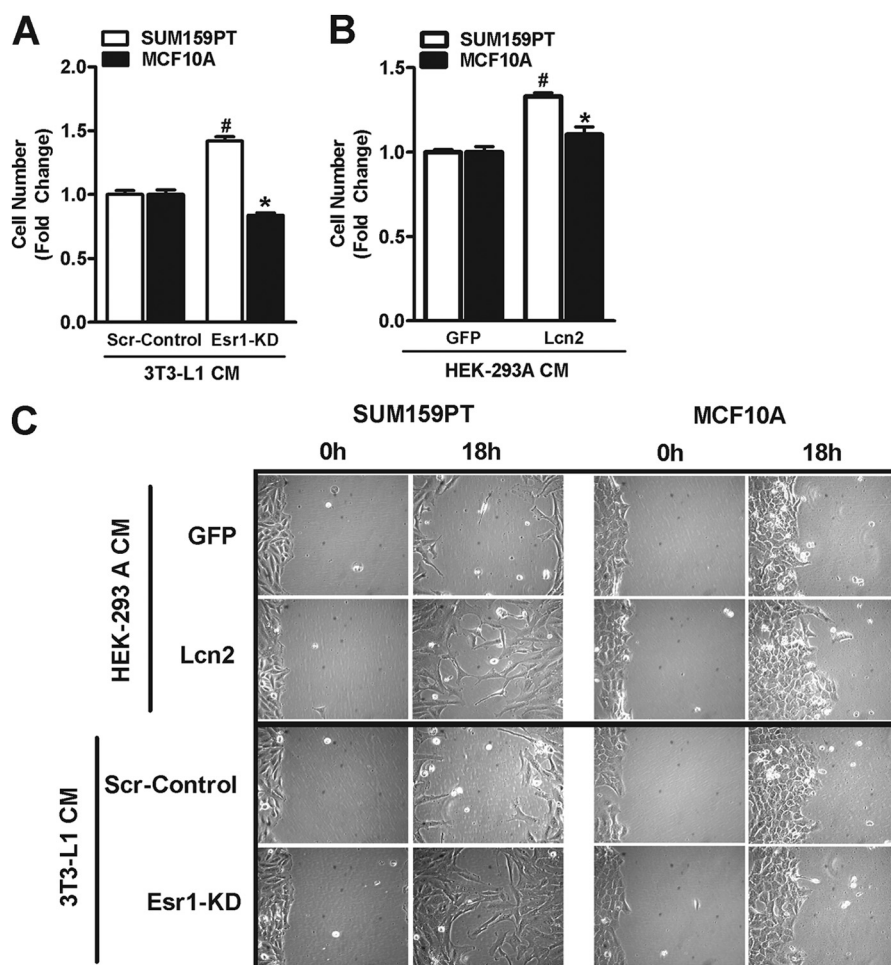 A
SUM159PT
MCF10A
2.0
1.5
1.0
0.5
0.0
Cell Number
(Fold Change)
#
*
Scr-Control Esr1-KD
3T3-L1 CM
B
SUM159PT
MCF10A
1.5
1.0
0.5
0.0
Cell Number
(Fold Change)
#
*
GFP Lcn2
HEK-293A CM
C
SUM159PT MCF10A
0h 18h 0h 18h
HEK-293 A CM
GFP
Lcn2
3T3-L1 CM
Scr-Control
Esr1-KD